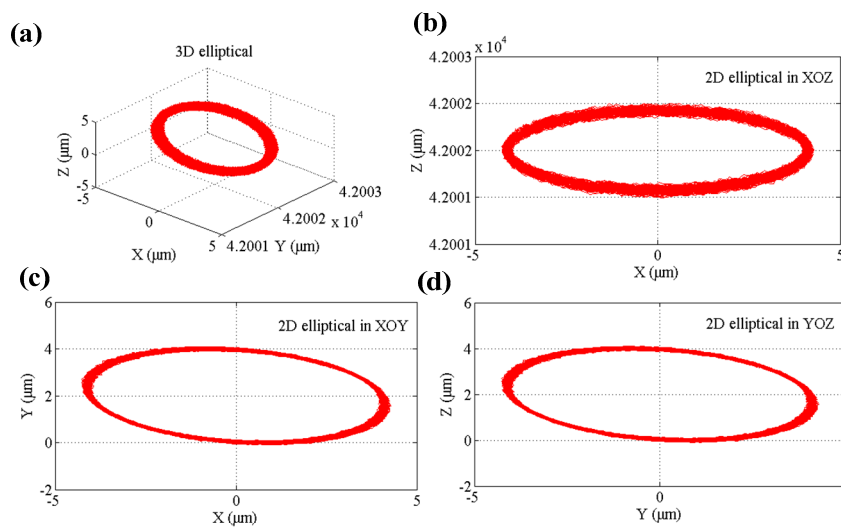 (a)
3D elliptical
5
0
-5
Z (μm)
-5
0
5
X (μm)
4.2001
4.2002
4.2003
x 10^4
Y (μm)
(b)
4.2003 x 10^4
4.2002
4.2002
4.2001
4.2001
Z (μm)
2D elliptical in XOZ
-5
0
5
X (μm)
(c)
6
4
2
0
-2
Y (μm)
2D elliptical in XOY
-5
0
5
X (μm)
(d)
6
4
2
0
-2
Z (μm)
2D elliptical in YOZ
-5
0
5
Y (μm)